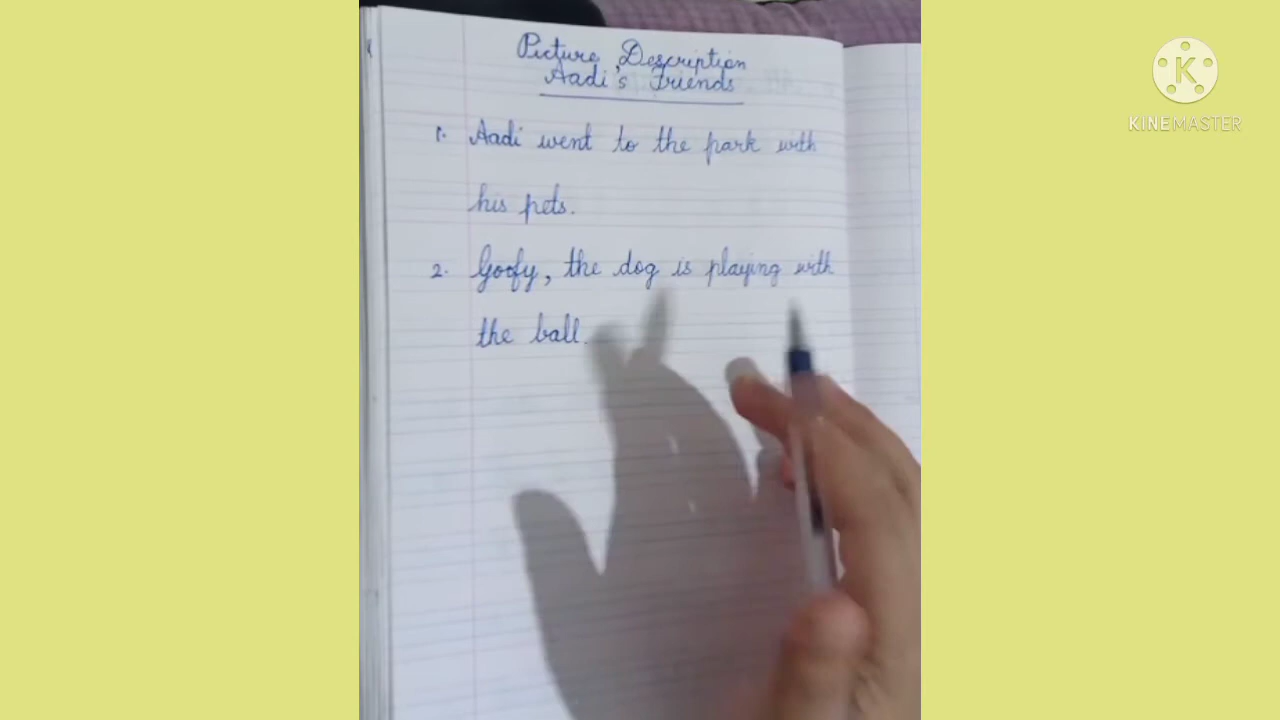 Picture Description
Aadi's Friends
1. Aadi went to the park with
his pets.
2. Goofy, the dog is playing with
the ball.
KINEMASTER